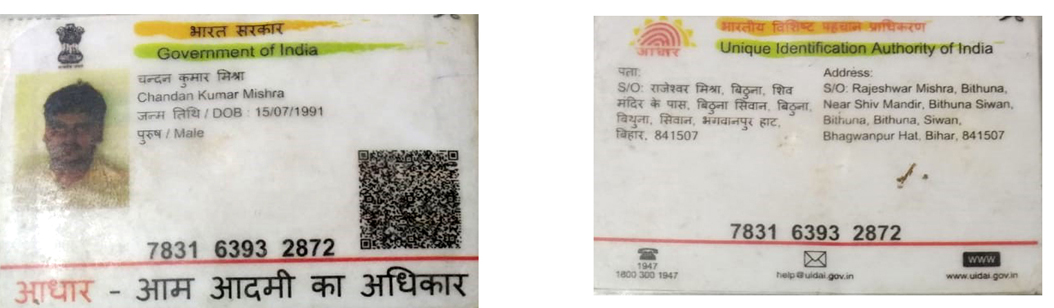 भारत सरकार
Government of India
चन्दन कुमार मिश्रा
Chandan Kumar Mishra
जन्म तिथि / DOB : 15/07/1991
पुरुष / Male
7831 6393 2872
आधार - आम आदमी का अधिकार
भारतीय विशिष्ट पहचान प्राधिकरण
Unique Identification Authority of India
आधार
पता:
S/O: राजेश्वर मिश्रा, बिठुना, शिव
मंदिर के पास, बिठुना सिवान, बिठुना,
बिथुना, सिवान, भगवानपुर हाट,
बिहार, 841507
Address:
S/O: Rajeshwar Mishra, Bithuna,
Near Shiv Mandir, Bithuna Siwan,
Bithuna, Bithuna, Siwan,
Bhagwanpur Hat, Bihar, 841507
7831 6393 2872
1947
1800 300 1947
help@uidai.gov.in
www
www.uidai.gov.in